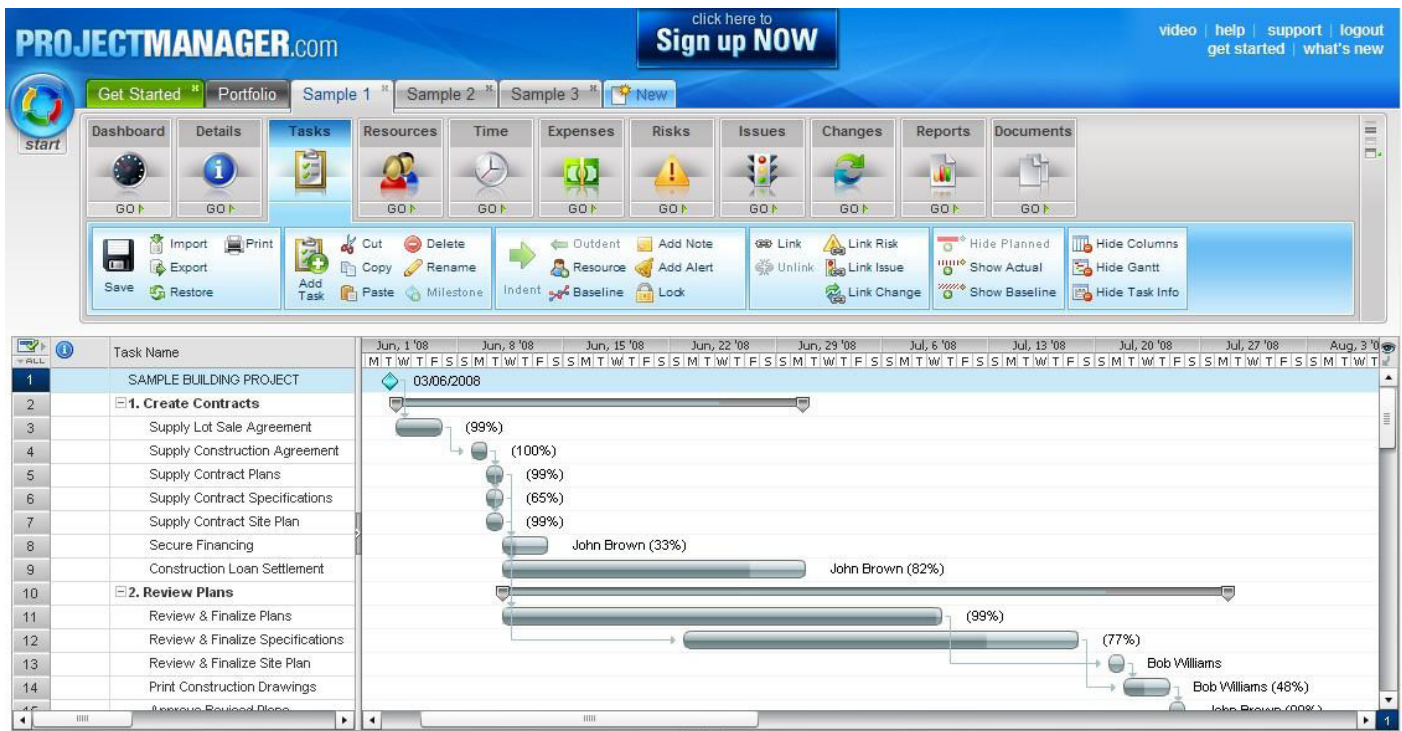 PROJECTMANAGER.com
click here to
Sign up NOW
video | help | support | logout
get started | what's new
start
Get Started Portfolio Sample 1 Sample 2 Sample 3 New
Dashboard Details Tasks Resources Time Expenses Risks Issues Changes Reports Documents
GO GO GO GO GO GO GO GO GO GO
Import Print Cut Delete Outdent Add Note Link Link Risk Hide Planned Hide Columns
Export Copy Rename Resource Add Alert Unlink Link Issue Show Actual Hide Gantt
Save Restore Add Task Paste Milestone Indent Baseline Lock Link Change Show Baseline Hide Task Info
ALL Task Name Jun, 1 '08 Jun, 8 '08 Jun, 15 '08 Jun, 22 '08 Jun, 29 '08 Jul, 6 '08 Jul, 13 '08 Jul, 20 '08 Jul, 27 '08 Aug, 3 '0
M T W T F S S M T W T F S S M T W T F S S M T W T F S S M T W T F S S M T W T F S S M T W T F S S M T W T F S S M T W T F S S M T W T
1 SAMPLE BUILDING PROJECT 03/06/2008
2 1. Create Contracts
3 Supply Lot Sale Agreement (99%)
4 Supply Construction Agreement (100%)
5 Supply Contract Plans (99%)
6 Supply Contract Specifications (65%)
7 Supply Contract Site Plan (99%)
8 Secure Financing John Brown (33%)
9 Construction Loan Settlement John Brown (82%)
10 2. Review Plans
11 Review & Finalize Plans (99%)
12 Review & Finalize Specifications (77%)
13 Review & Finalize Site Plan Bob Williams
14 Print Construction Drawings Bob Williams (48%)
1